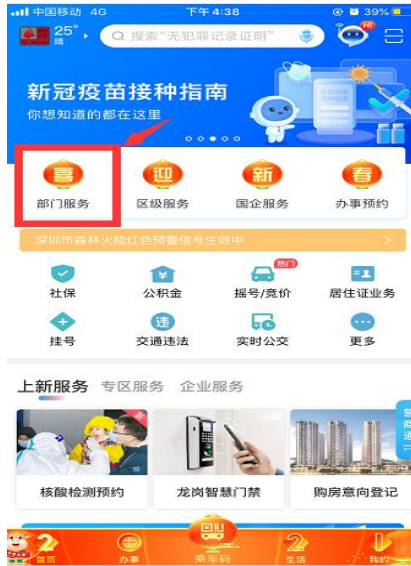 中国移动 4G 下午4:38 39%
25° 搜索“无犯罪记录证明” Hi
晴
新冠疫苗接种指南
你想知道的都在这里
喜 迎 新 春
部门服务 区级服务 国企服务 办事预约
深圳市森林火险红色预警信号生效中
热门
社保 公积金 摇号/竞价 居住证业务
违
挂号 交通违法 实时公交 更多
上新服务 专区服务 企业服务
核酸检测预约 龙岗智慧门禁 购房意向登记
首页 办事 乘车码 生活 我的